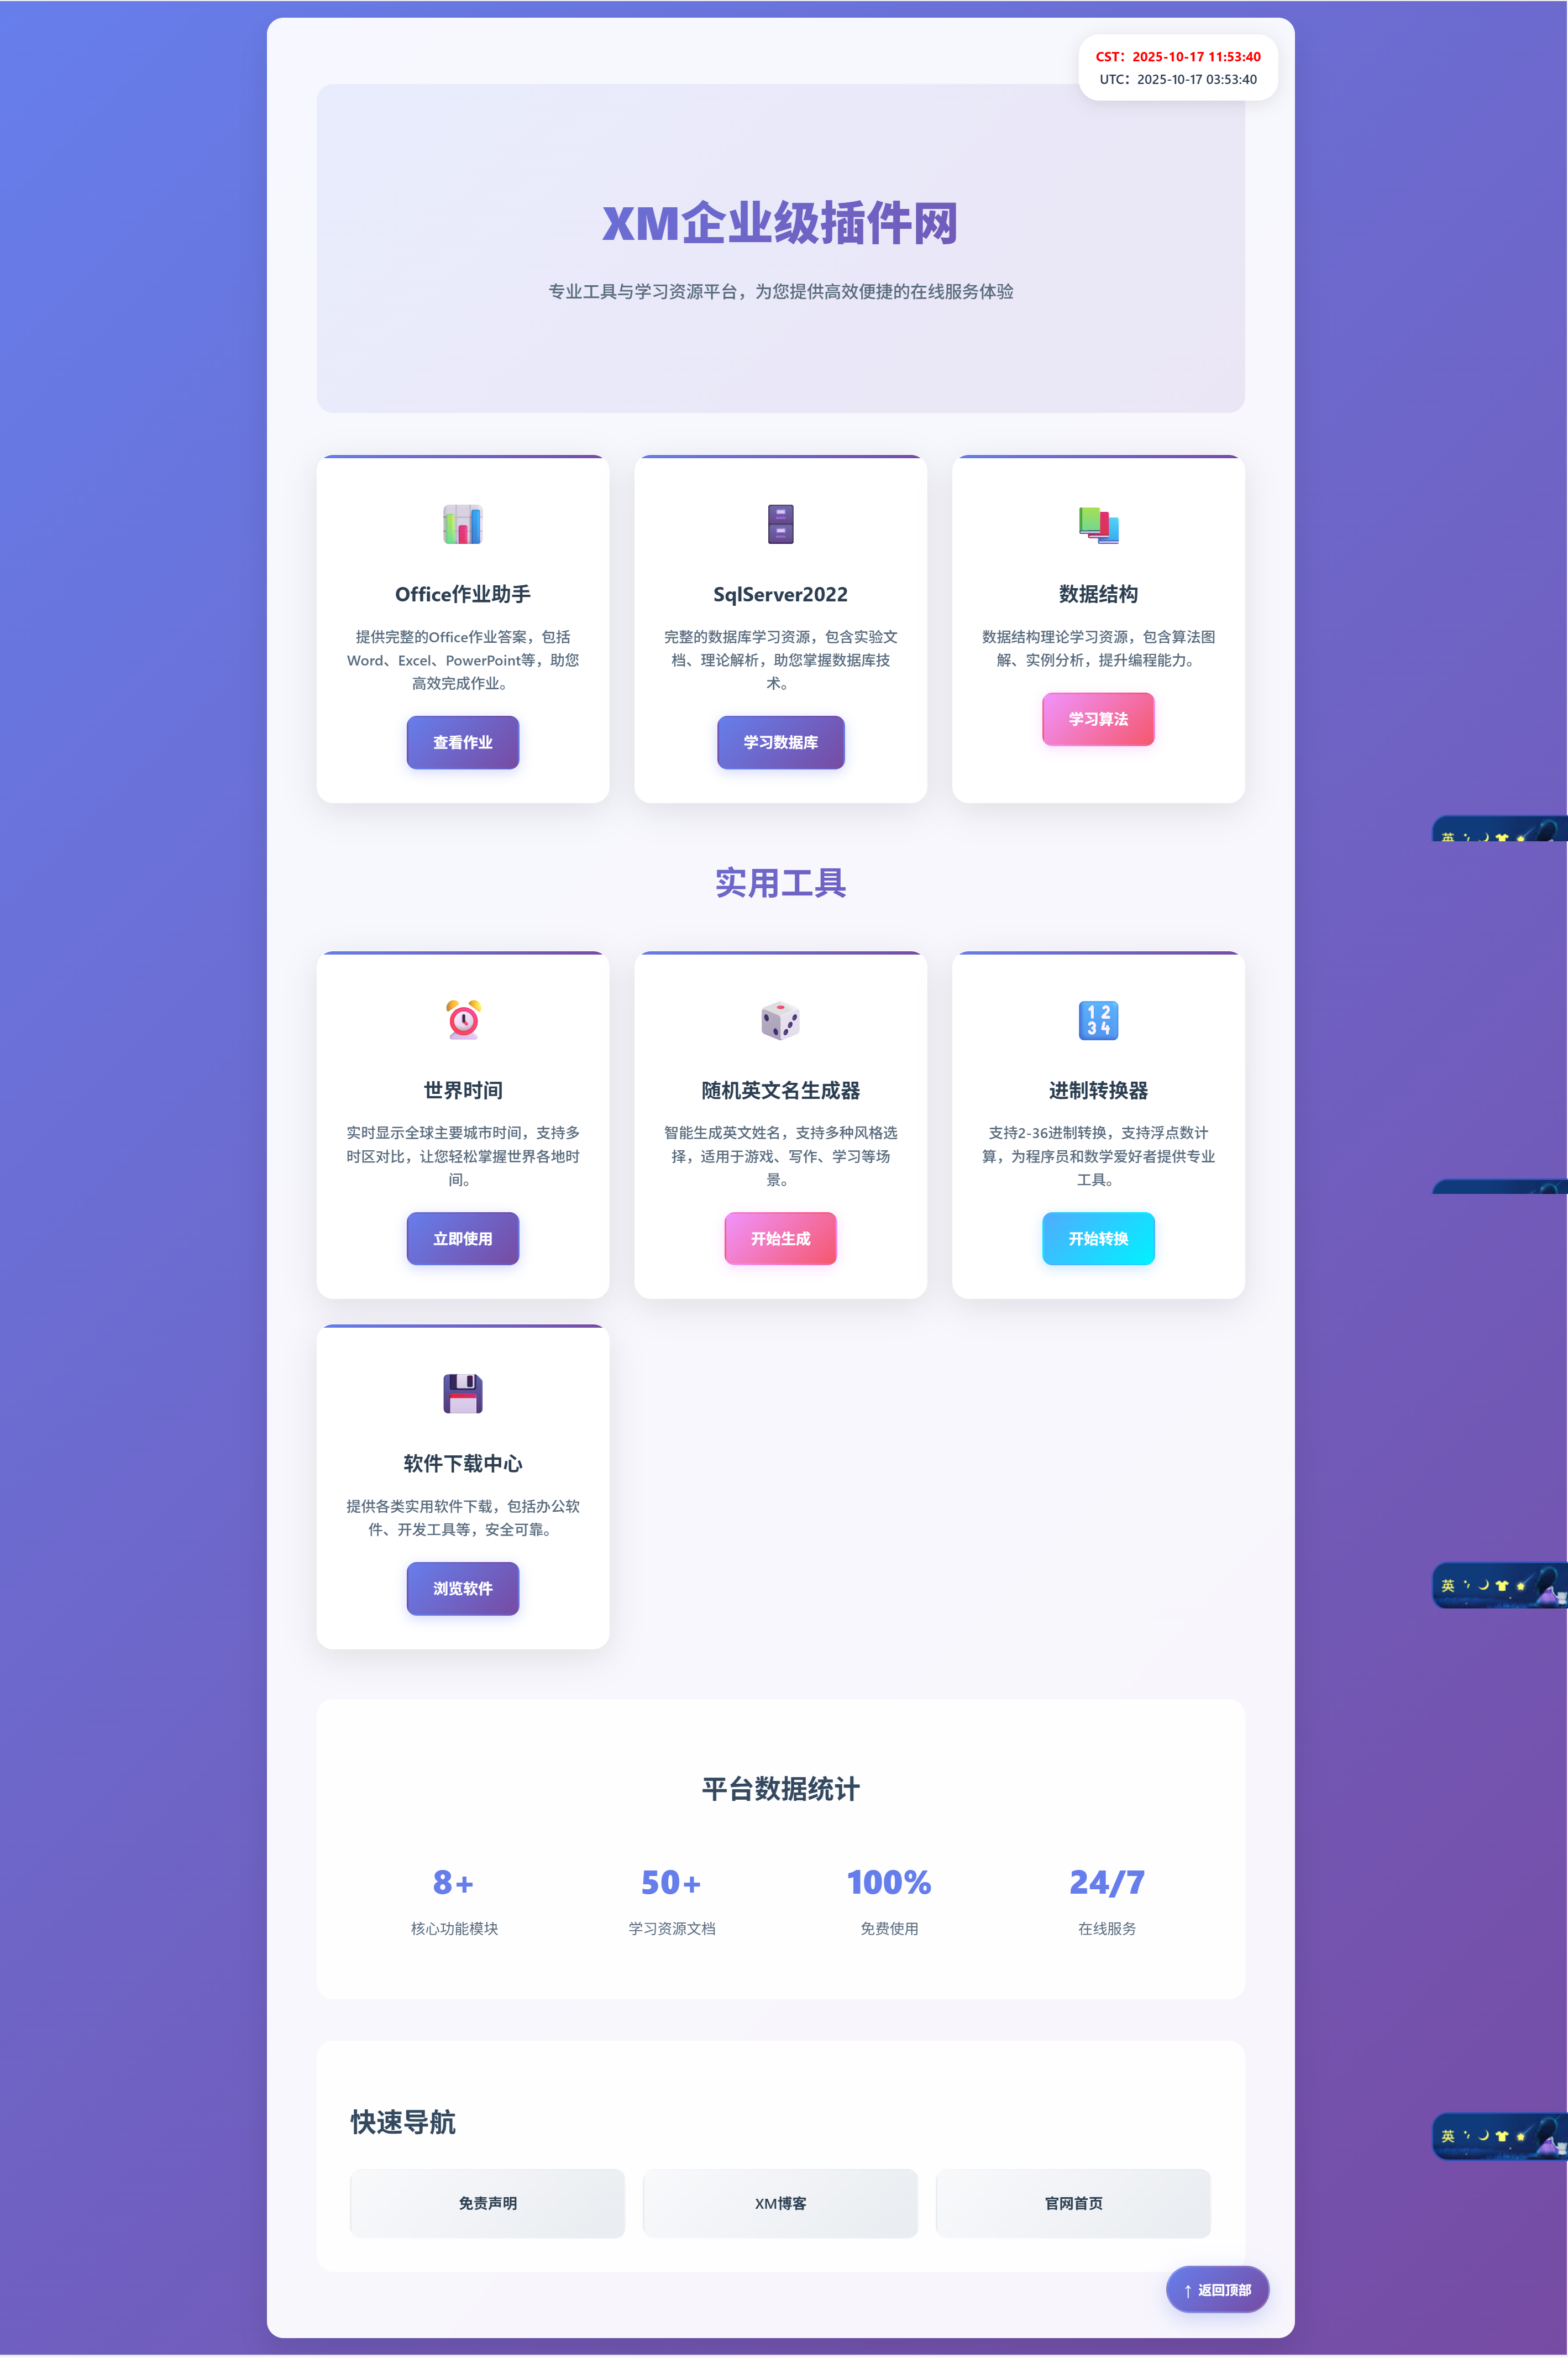 CST：2025-10-17 11:53:40
UTC：2025-10-17 03:53:40
XM企业级插件网
专业工具与学习资源平台，为您提供高效便捷的在线服务体验
Office作业助手
提供完整的Office作业答案，包括
Word、Excel、PowerPoint等，助您
高效完成作业。
查看作业
SqlServer2022
完整的数据库学习资源，包含实验文
档、理论解析，助您掌握数据库技
术。
学习数据库
数据结构
数据结构理论学习资源，包含算法图
解、实例分析，提升编程能力。
学习算法
英
实用工具
世界时间
实时显示全球主要城市时间，支持多
时区对比，让您轻松掌握世界各地时
间。
立即使用
随机英文名生成器
智能生成英文姓名，支持多种风格选
择，适用于游戏、写作、学习等场
景。
开始生成
1 2
3 4
进制转换器
支持2-36进制转换，支持浮点数计
算，为程序员和数学爱好者提供专业
工具。
开始转换
软件下载中心
提供各类实用软件下载，包括办公软
件、开发工具等，安全可靠。
浏览软件
英
平台数据统计
8+
核心功能模块
50+
学习资源文档
100%
免费使用
24/7
在线服务
快速导航
英
免责声明
XM博客
官网首页
↑ 返回顶部